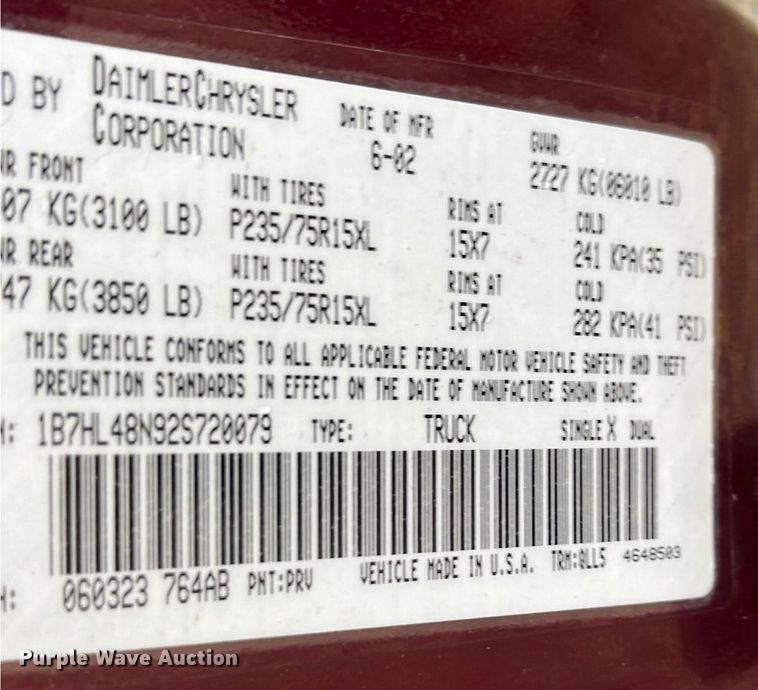 D BY DAIMLERCHRYSLER CORPORATION
DATE OF MFR
6-02
GVWR
2727 KG(06010 LB)
WR FRONT
07 KG(3100 LB)
WITH TIRES
P235/75R15XL
RIMS AT
15X7
COLD
241 KPA(35 PSI)
WR REAR
47 KG(3850 LB)
WITH TIRES
P235/75R15XL
RIMS AT
15X7
COLD
282 KPA(41 PSI)
THIS VEHICLE CONFORMS TO ALL APPLICABLE FEDERAL MOTOR VEHICLE SAFETY AND THEFT
PREVENTION STANDARDS IN EFFECT ON THE DATE OF MANUFACTURE SHOWN ABOVE.
N: 1B7HL48N92S720079 TYPE: TRUCK SINGLE X DUAL
H: 060323 764AB PNT:PRV VEHICLE MADE IN U.S.A. TRM:QLL5 4648503
Purple Wave Auction